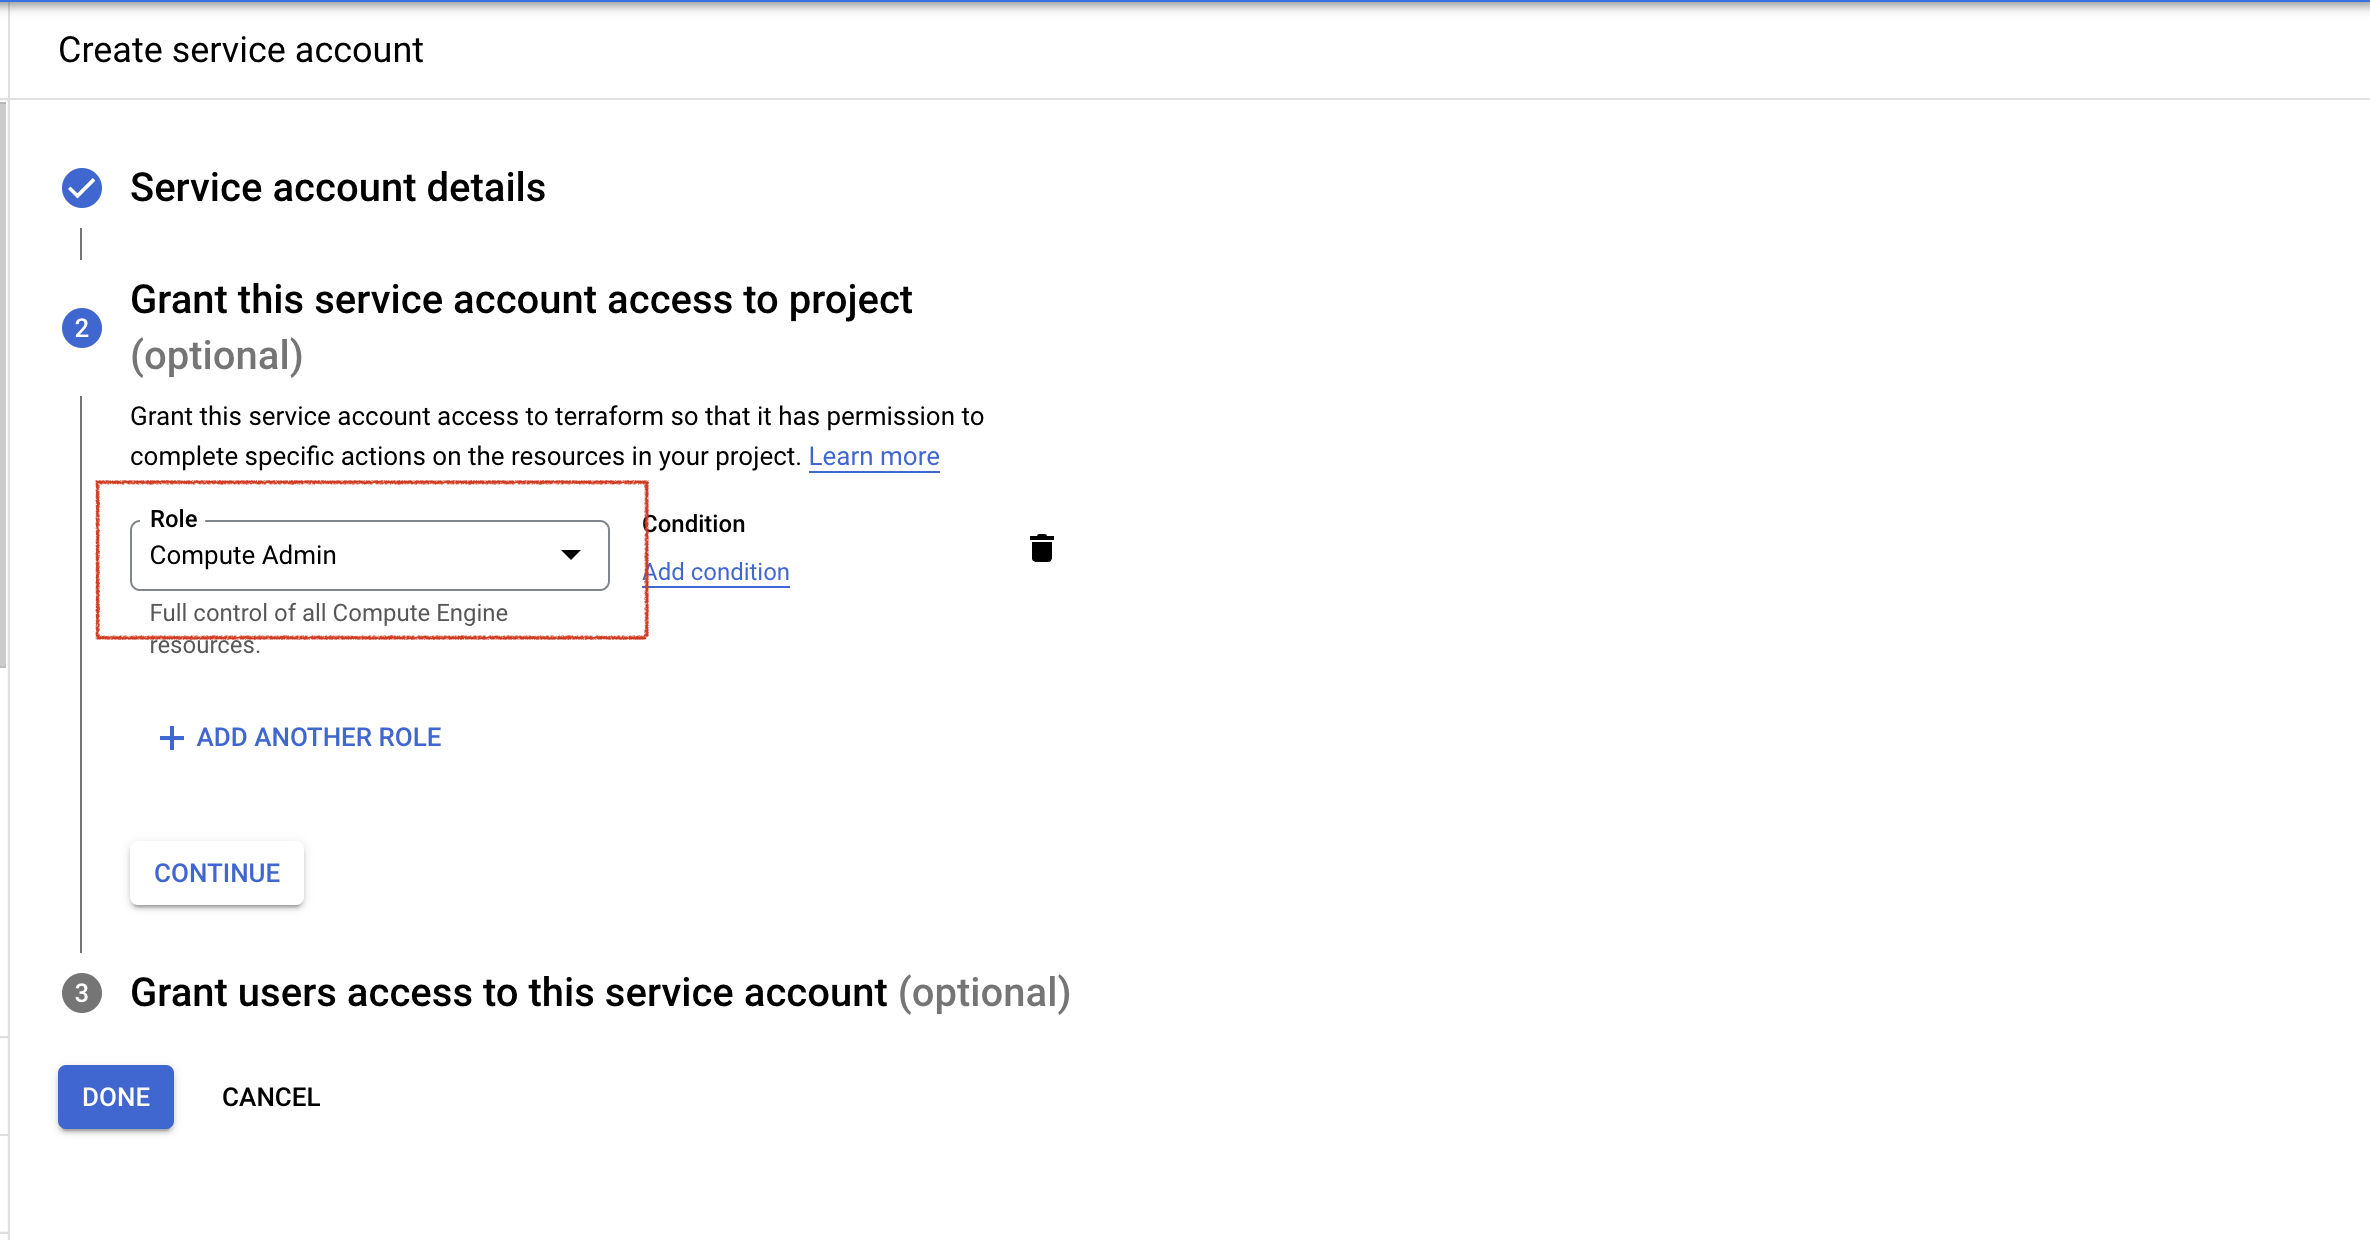 Create service account
Service account details
2
Grant this service account access to project
(optional)
Grant this service account access to terraform so that it has permission to
complete specific actions on the resources in your project. Learn more
Role
Compute Admin
Full control of all Compute Engine
resources.
Condition
Add condition
ADD ANOTHER ROLE
CONTINUE
3
Grant users access to this service account (optional)
DONE
CANCEL